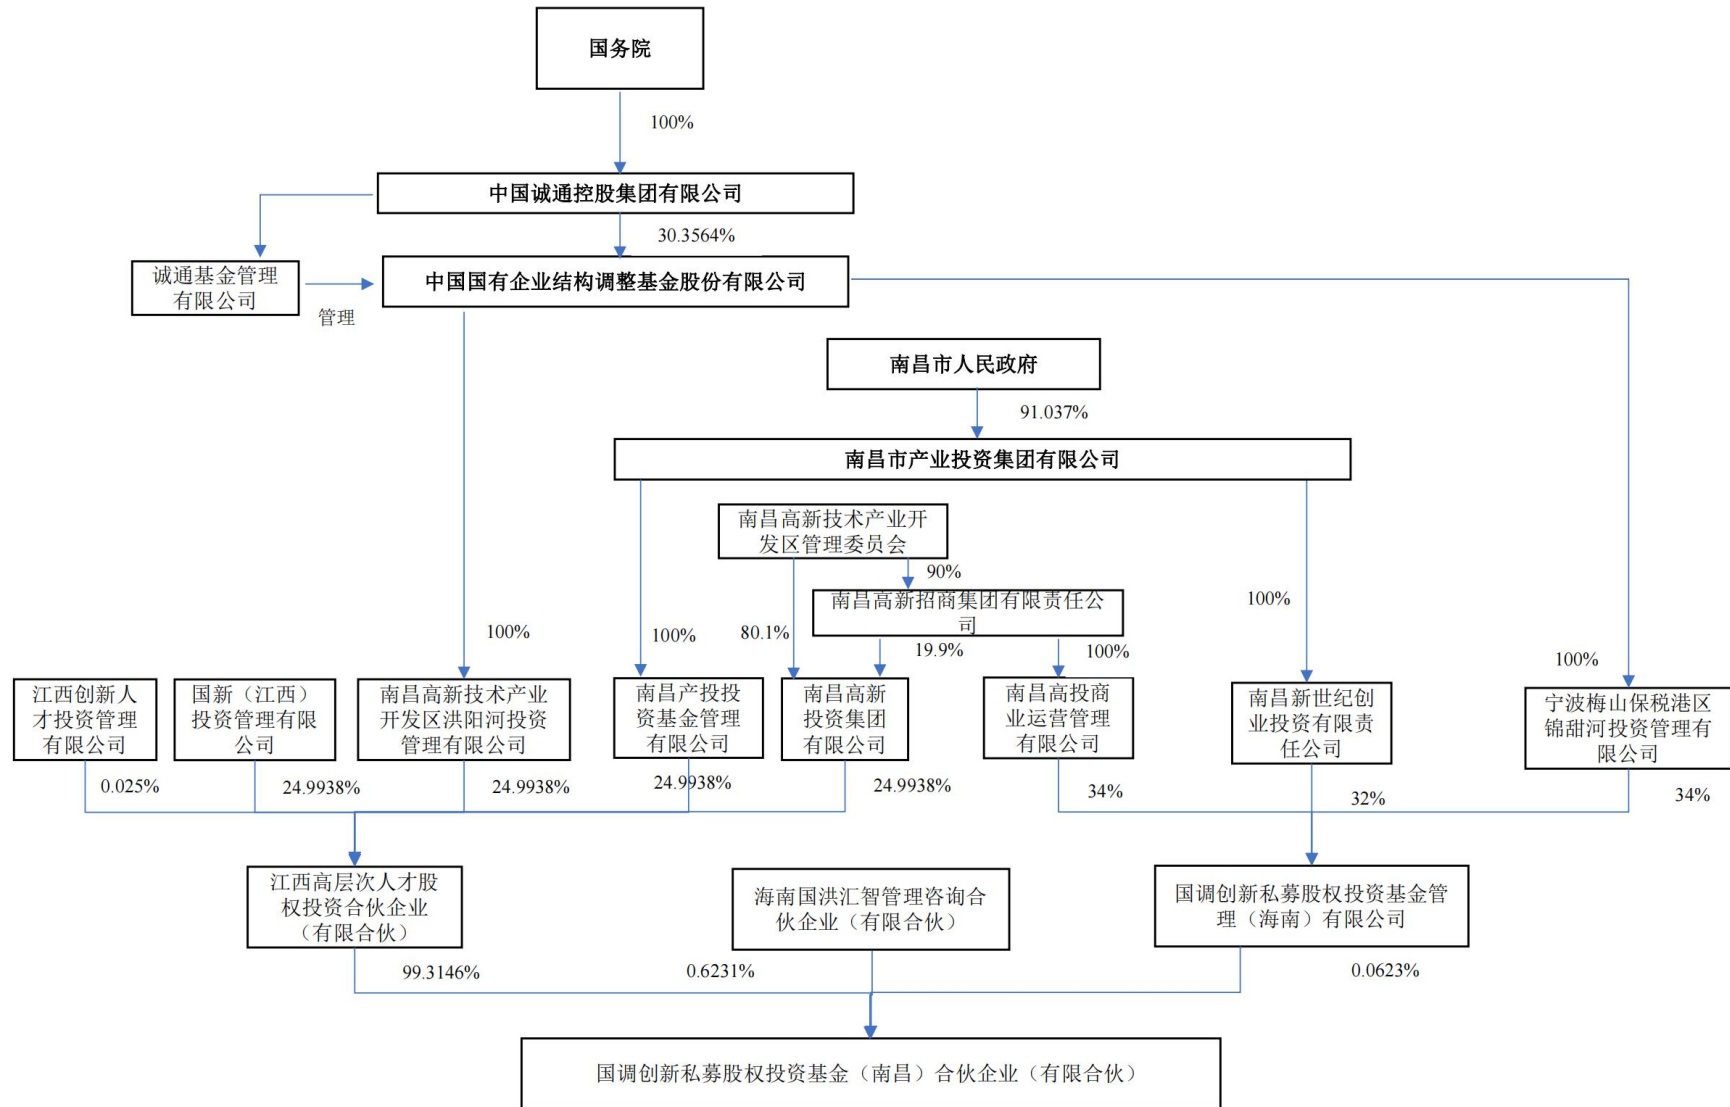 国务院
100%
中国诚通控股集团有限公司
30.3564%
诚通基金管理
有限公司
管理
中国国有企业结构调整基金股份有限公司
南昌市人民政府
91.037%
南昌市产业投资集团有限公司
南昌高新技术产业开
发区管理委员会
90%
南昌高新招商集团有限责任公
司
100%
100%
80.1%
19.9%
100%
100%
100%
江西创新人
才投资管理
有限公司
国新（江西）
投资管理有限
公司
南昌高新技术产业
开发区洪阳河投资
管理有限公司
南昌产投投
资基金管理
有限公司
南昌高新
投资集团
有限公司
南昌高投商
业运营管理
有限公司
南昌新世纪创
业投资有限责
任公司
宁波梅山保税港区
锦甜河投资管理有
限公司
0.025%
24.9938%
24.9938%
24.9938%
24.9938%
34%
32%
34%
江西高层次人才股
权投资合伙企业
（有限合伙）
海南国洪汇智管理咨询合
伙企业（有限合伙）
国调创新私募股权投资基金管
理（海南）有限公司
99.3146%
0.6231%
0.0623%
国调创新私募股权投资基金（南昌）合伙企业（有限合伙）